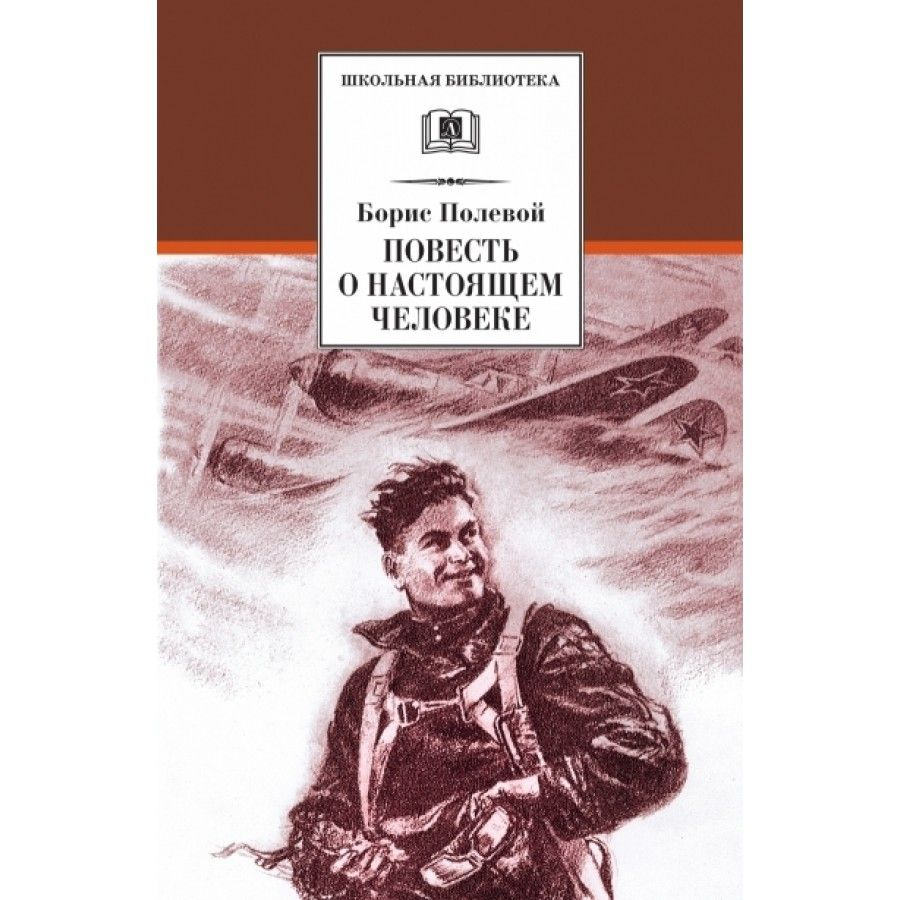 ШКОЛЬНАЯ БИБЛИОТЕКА
Борис Полевой
ПОВЕСТЬ
О НАСТОЯЩЕМ
ЧЕЛОВЕКЕ